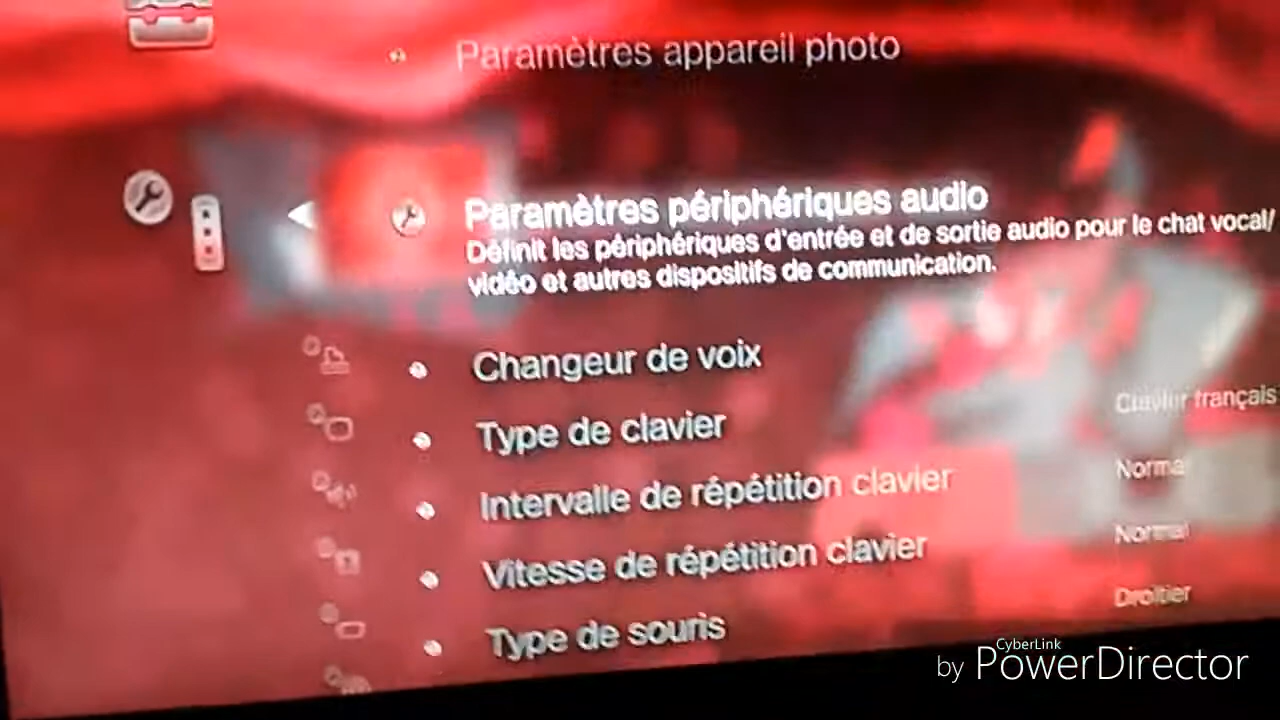 Paramètres appareil photo
Paramètres périphériques audio
Définit les périphériques d'entrée et de sortie audio pour le chat vocal/
vidéo et autres dispositifs de communication.
Changeur de voix
Type de clavier
Clavier français
Intervalle de répétition clavier
Normal
Vitesse de répétition clavier
Normal
Type de souris
Droitier
CyberLink
by PowerDirector